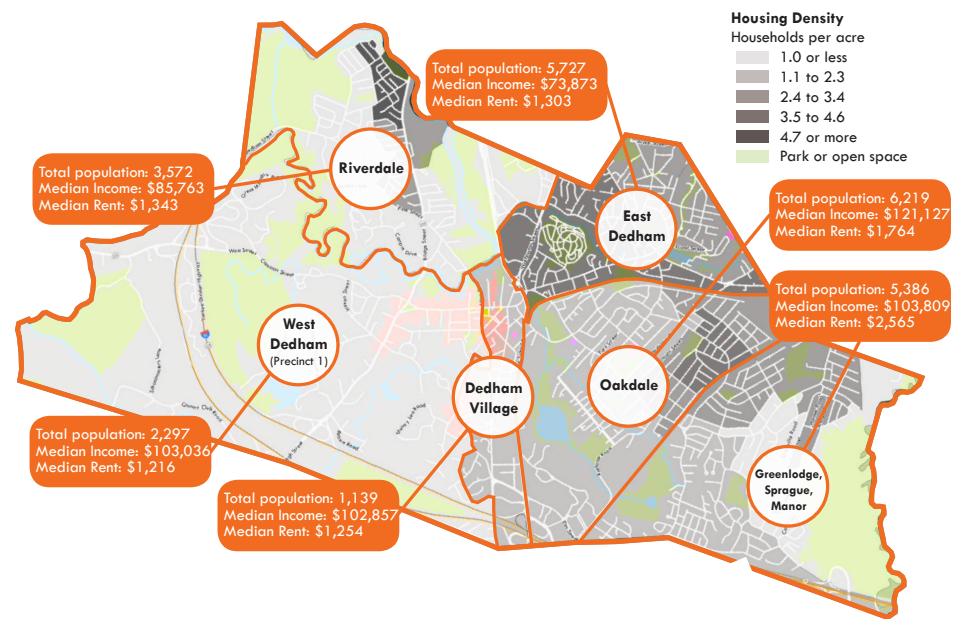 Housing Density
Households per acre
1.0 or less
1.1 to 2.3
2.4 to 3.4
3.5 to 4.6
4.7 or more
Park or open space
Total population: 5,727
Median Income: $73,873
Median Rent: $1,303
Riverdale
Total population: 3,572
Median Income: $85,763
Median Rent: $1,343
East
Dedham
Total population: 6,219
Median Income: $121,127
Median Rent: $1,764
Total population: 5,386
Median Income: $103,809
Median Rent: $2,565
West
Dedham
(Precinct 1)
Dedham
Village
Oakdale
Total population: 2,297
Median Income: $103,036
Median Rent: $1,216
Greenlodge,
Sprague,
Manor
Total population: 1,139
Median Income: $102,857
Median Rent: $1,254
Bridge Street